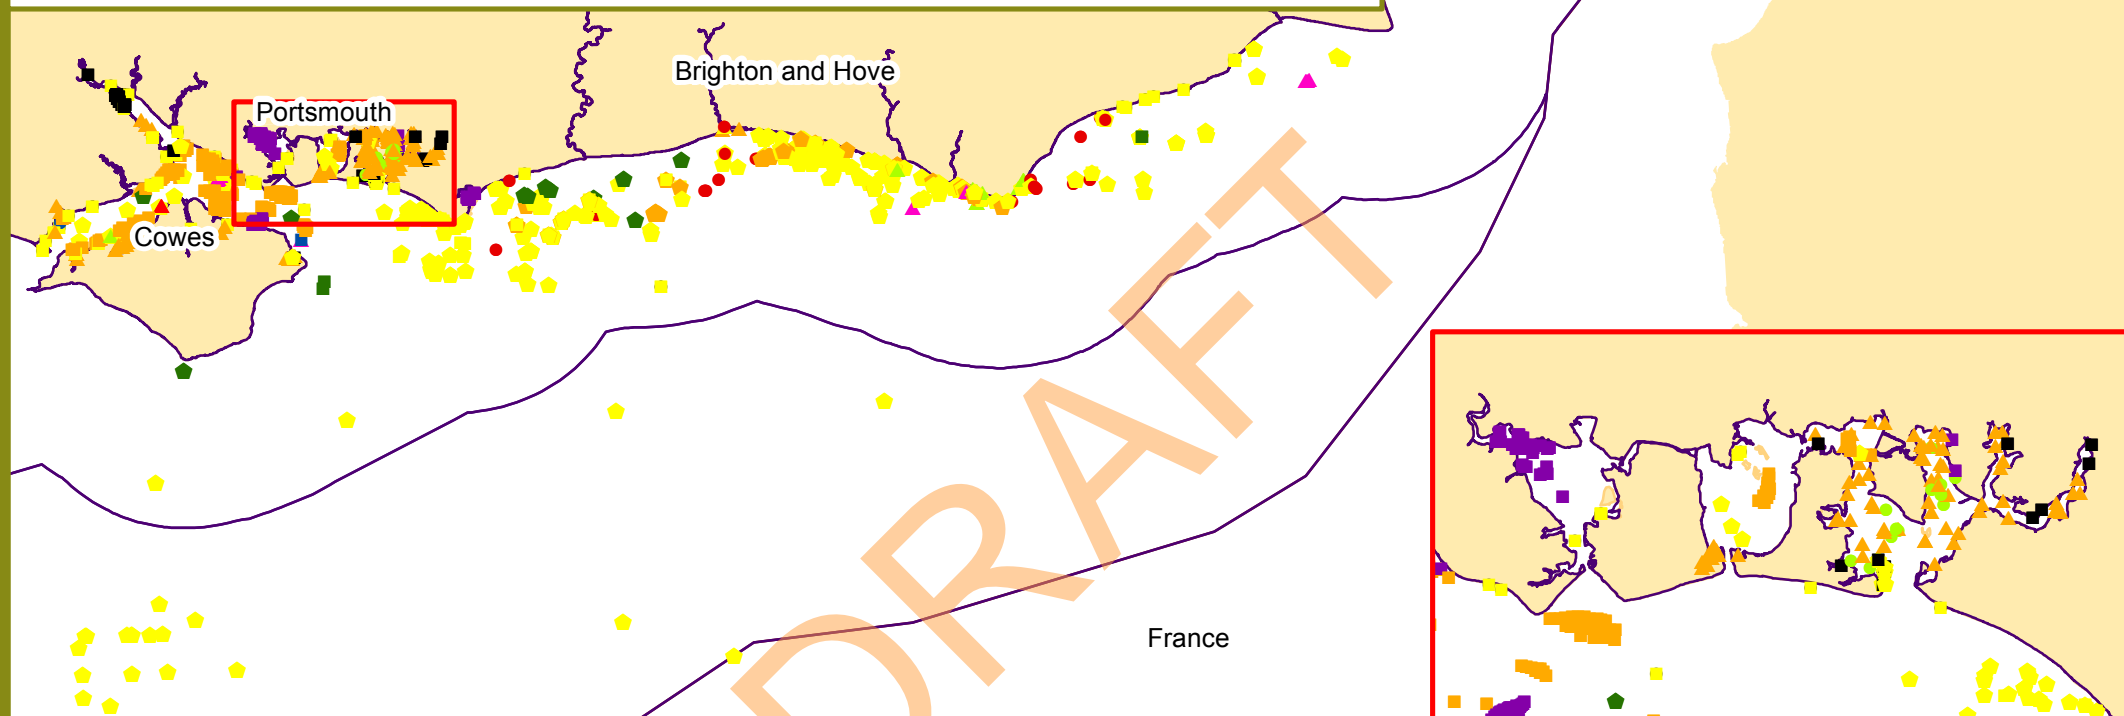 Brighton and Hove
Portsmouth
Cowes
DRAFT
France